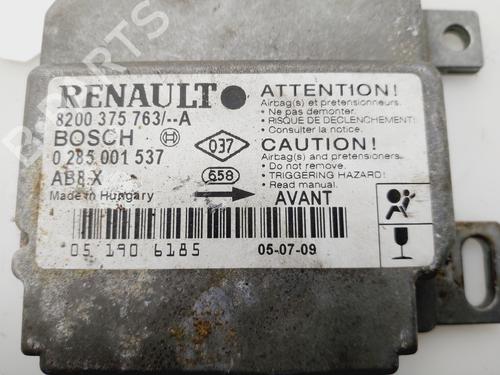 RENAULT
8200 375 763/--A
BOSCH
0 285 001 537
AB8.X
Made in Hungary
037
658
ATTENTION!
Airbag(s) et pretensionneurs.
• Ne pas demonter.
• RISQUE DE DECLENCHEMENT!
• Consulter la notice.
CAUTION!
Airbag(s) and pretensioners..
• Do not remove.
• TRIGGERING HAZARD!
• Read manual.
AVANT
05 190 6185
05-07-09
B-PARTS